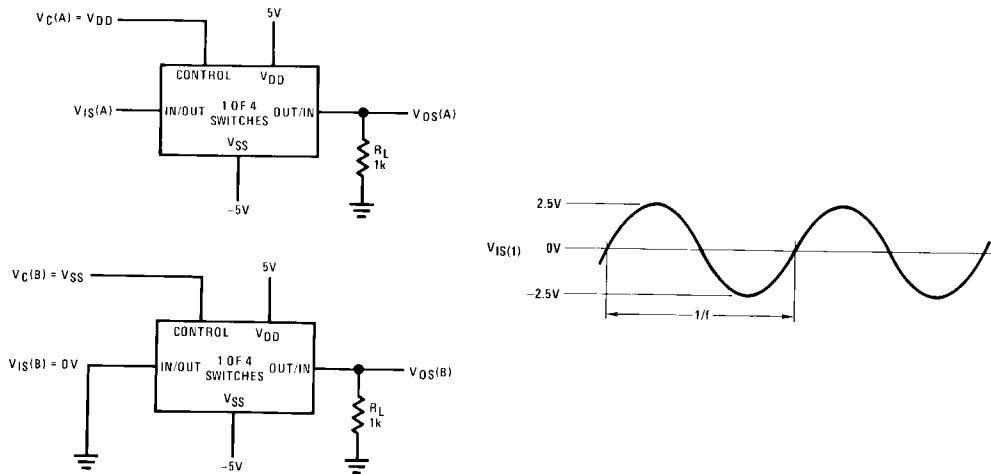 VC(A) = VDD
5V
CONTROL VDD
VIS(A)
IN/OUT 1 OF 4 OUT/IN
SWITCHES
VOS(A)
VSS
RL
1k
–5V
VC(B) = VSS
5V
CONTROL VDD
VIS(B) = 0V
IN/OUT 1 OF 4 OUT/IN
SWITCHES
VOS(B)
VSS
RL
1k
–5V
2.5V
VIS(1) 0V
–2.5V
1/f